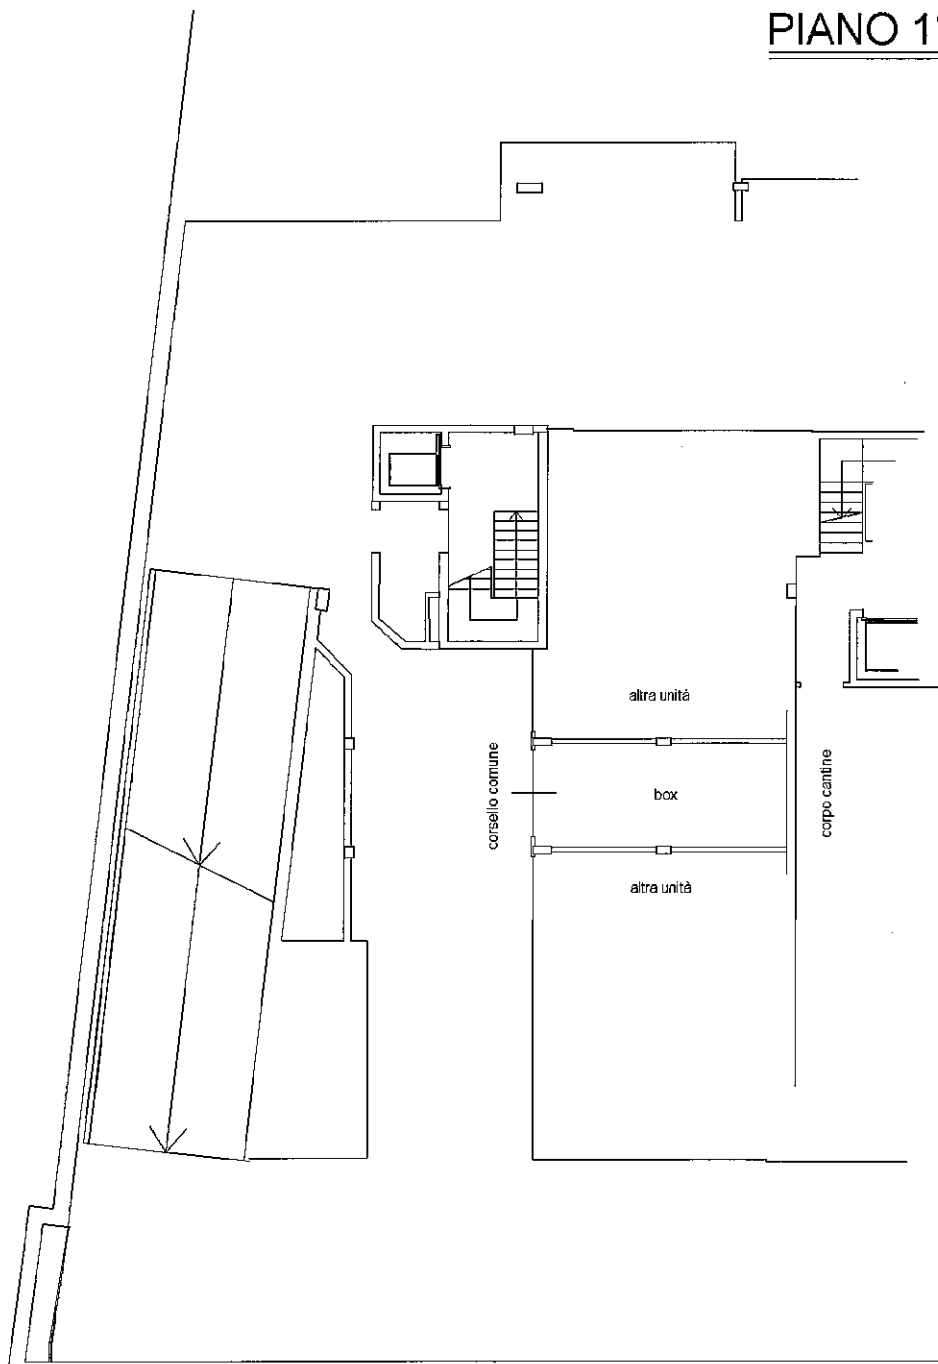 PIANO 1°
altra unità
corsello comune
box
corpo cantine
altra unità